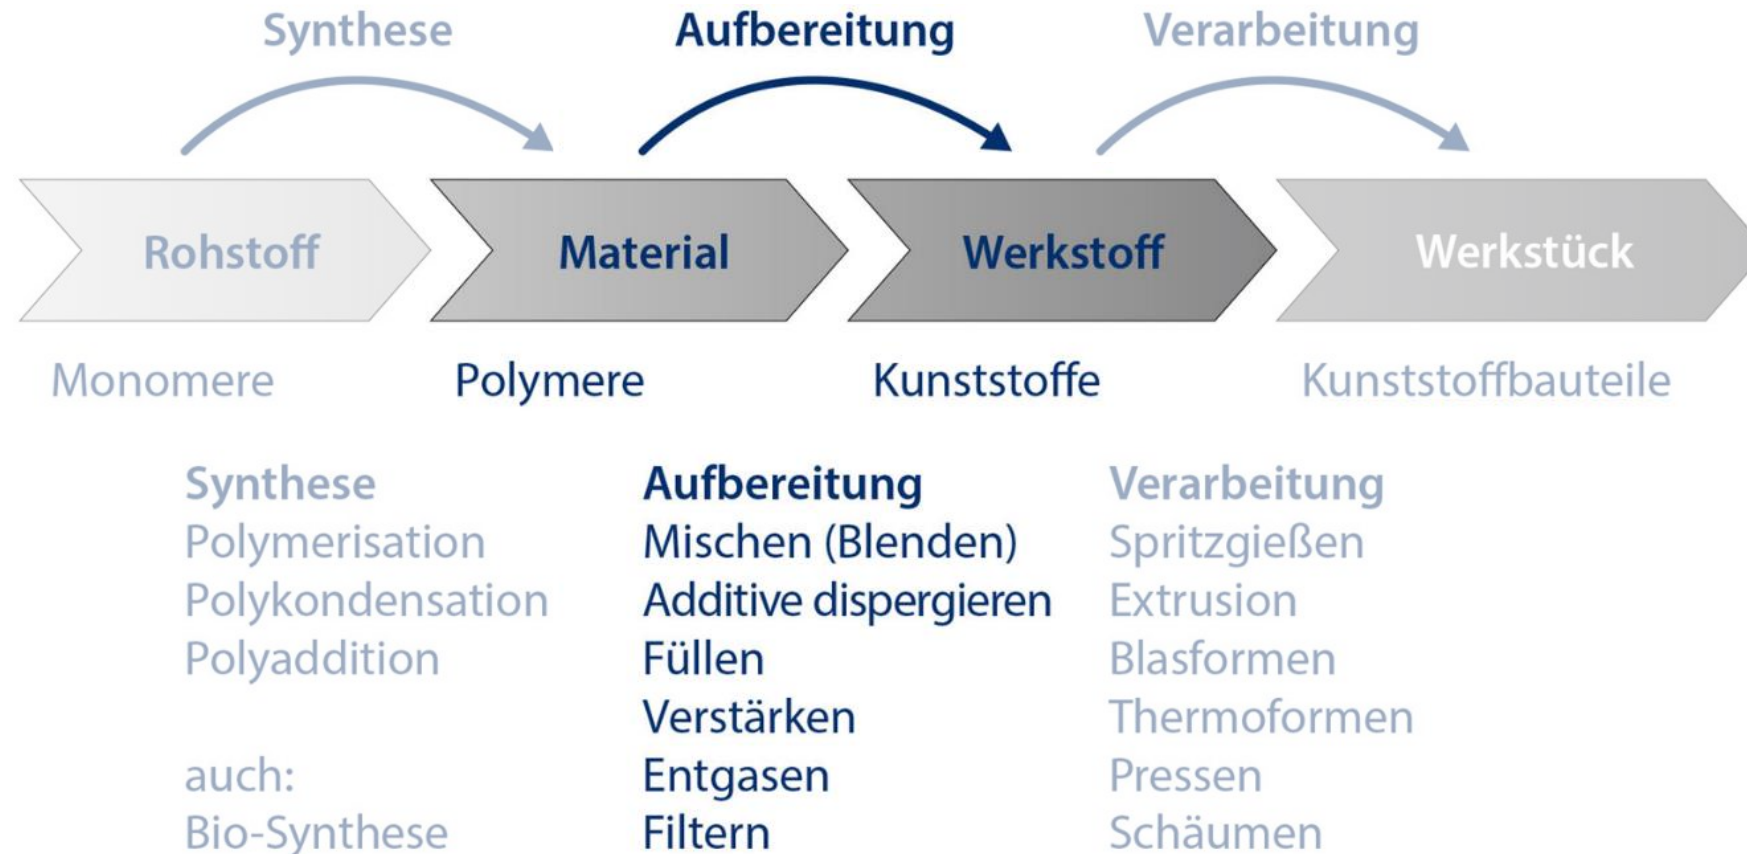 Synthese Aufbereitung Verarbeitung
Rohstoff Material Werkstoff Werkstück
Monomere Polymere Kunststoffe Kunststoffbauteile
Synthese
Polymerisation
Polykondensation
Polyaddition
auch:
Bio-Synthese
Aufbereitung
Mischen (Blenden)
Additive dispergieren
Füllen
Verstärken
Entgasen
Filtern
Verarbeitung
Spritzgießen
Extrusion
Blasformen
Thermoformen
Pressen
Schäumen